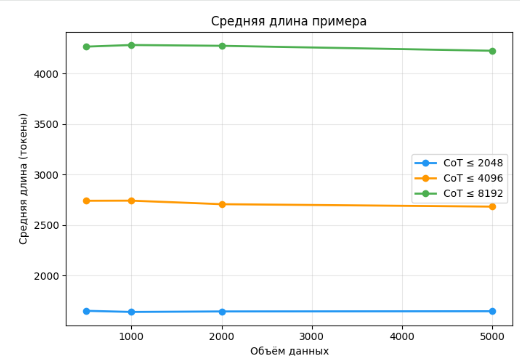 Средняя длина примера
Средняя длина (токены)
4000
3500
3000
2500
2000
CoT ≤ 2048
CoT ≤ 4096
CoT ≤ 8192
1000
2000
3000
4000
5000
Объём данных